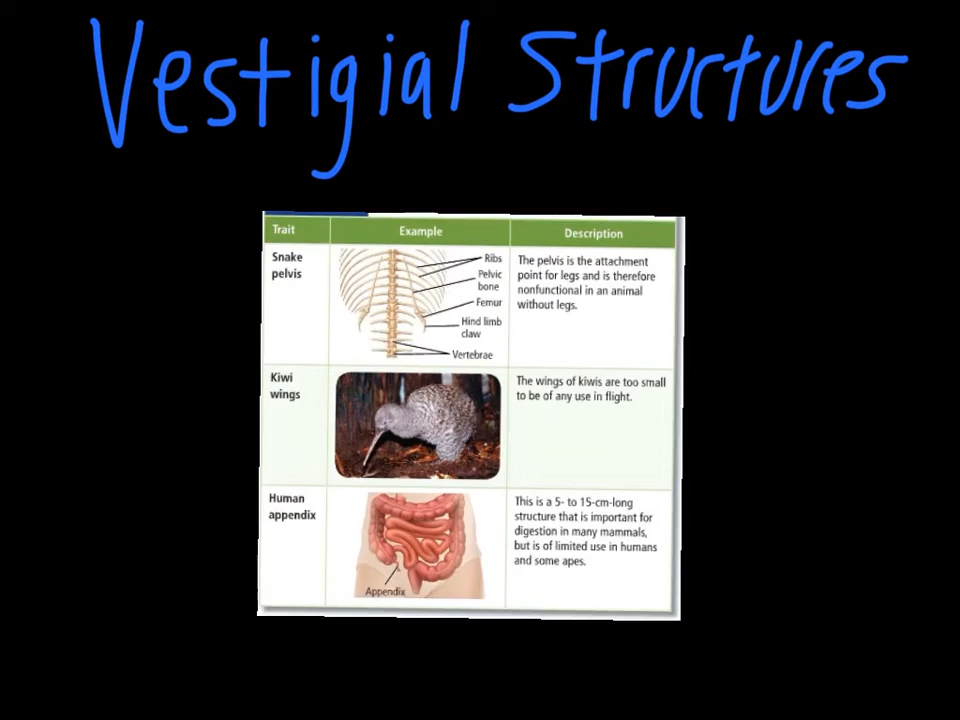 Vestigial Structures
Trait
Example
Description
Snake
pelvis
Ribs
Pelvic
bone
Femur
Hind limb
claw
Vertebrae
The pelvis is the attachment
point for legs and is therefore
nonfunctional in an animal
without legs.
Kiwi
wings
The wings of kiwis are too small
to be of any use in flight.
Human
appendix
Appendix
This is a 5- to 15-cm-long
structure that is important for
digestion in many mammals,
but is of limited use in humans
and some apes.